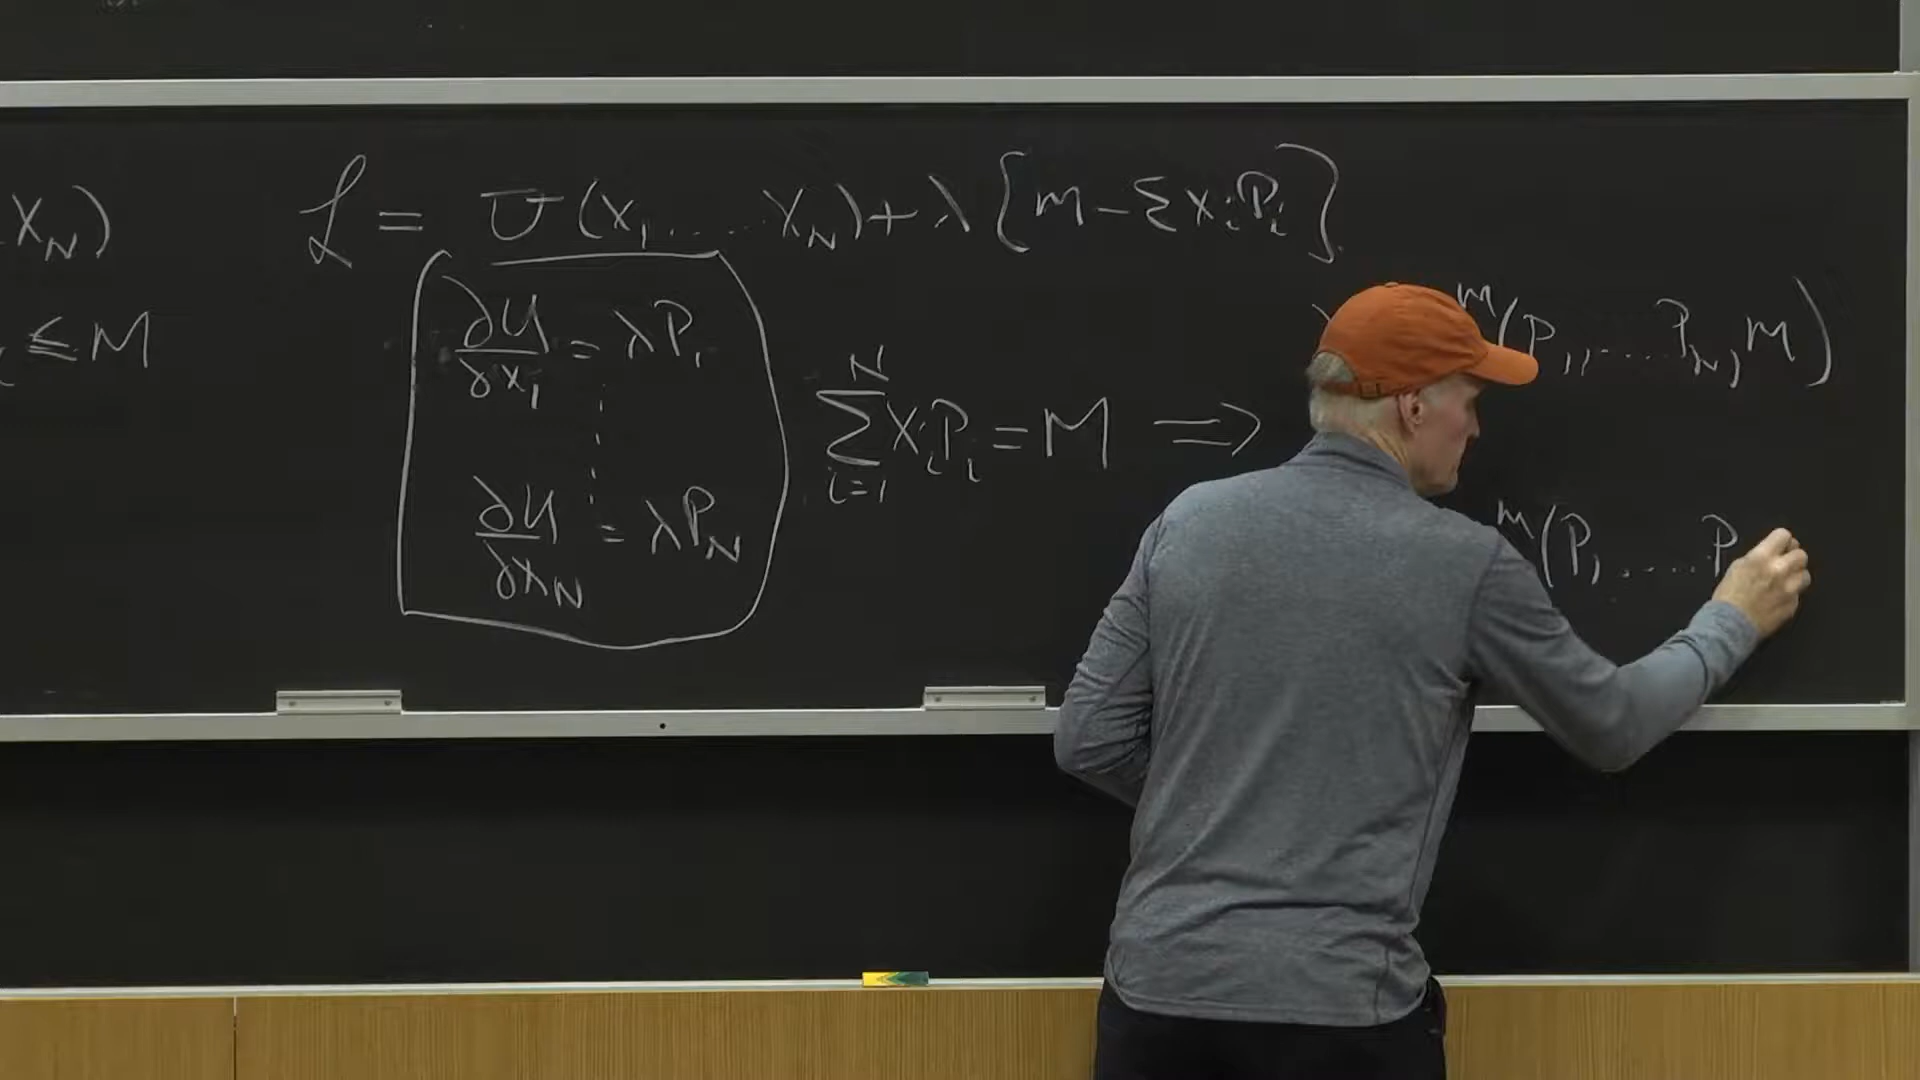 X_N)
≤ M
ℒ = U(x_1, ..... X_N) + λ[m - Σ x_i P_i]
∂U/∂x_1 = λP_1
∂U/∂x_N = λP_N
Σ_{i=1}^{N} x_i P_i = M ⇒
^m(P_1, .... P_N, M)
^m(P_1, .... P